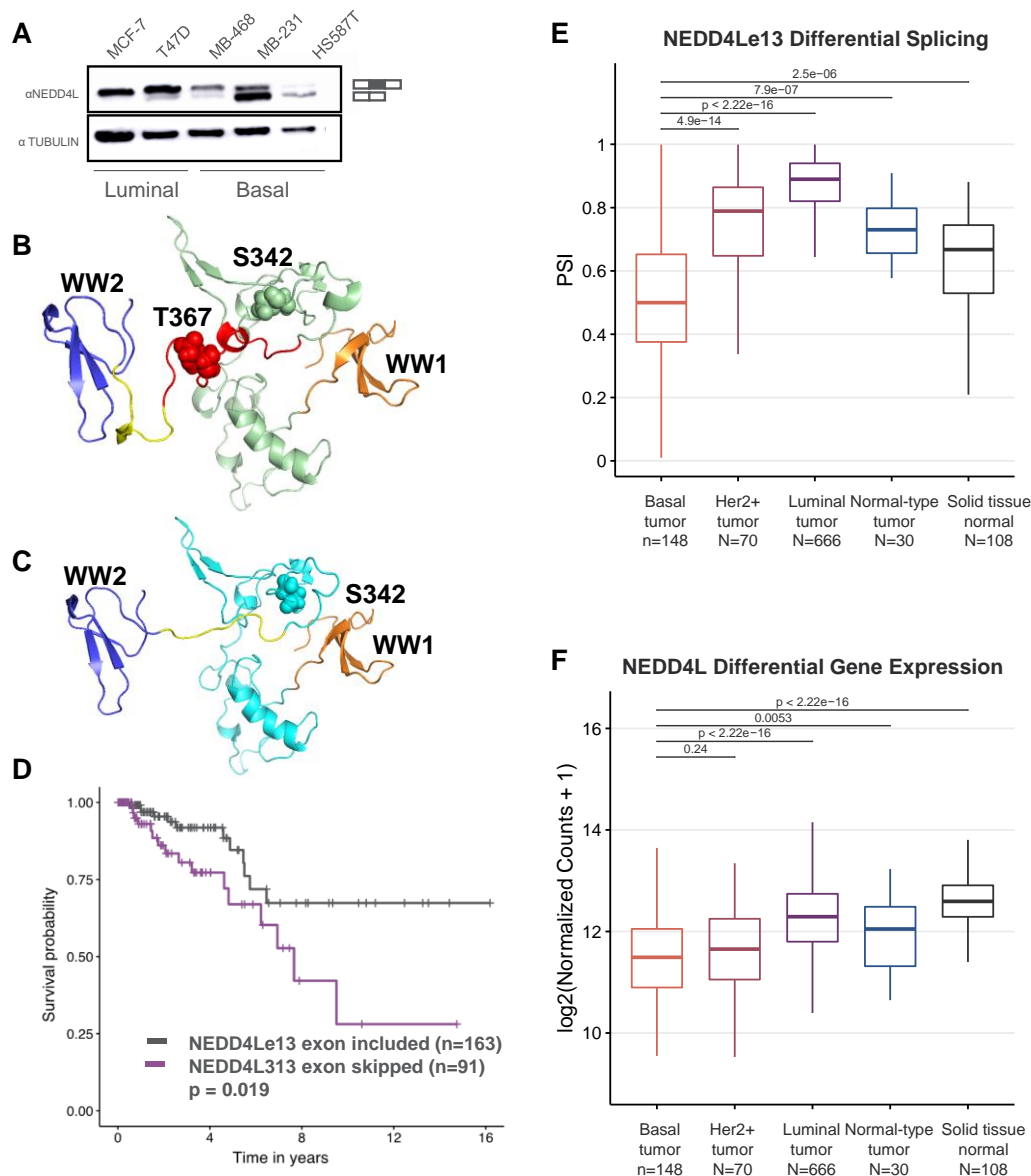 A
MCF-7
T47D
MB-468
MB-231
HS587T
αNEDD4L
α TUBULIN
Luminal
Basal
B
WW2
S342
T367
WW1
C
WW2
S342
WW1
D
Survival probability
1.00
0.75
0.50
0.25
0.00
NEDD4Le13 exon included (n=163)
NEDD4L313 exon skipped (n=91)
p = 0.019
0
4
8
12
16
Time in years
E
NEDD4Le13 Differential Splicing
2.5e−06
7.9e−07
p < 2.22e−16
4.9e−14
PSI
1
0.8
0.6
0.4
0.2
0
Basal
tumor
n=148
Her2+
tumor
N=70
Luminal
tumor
N=666
Normal-type
tumor
N=30
Solid tissue
normal
N=108
F
NEDD4L Differential Gene Expression
p < 2.22e−16
0.0053
p < 2.22e−16
0.24
log2(Normalized Counts + 1)
16
14
12
10
Basal
tumor
n=148
Her2+
tumor
N=70
Luminal
tumor
N=666
Normal-type
tumor
N=30
Solid tissue
normal
N=108